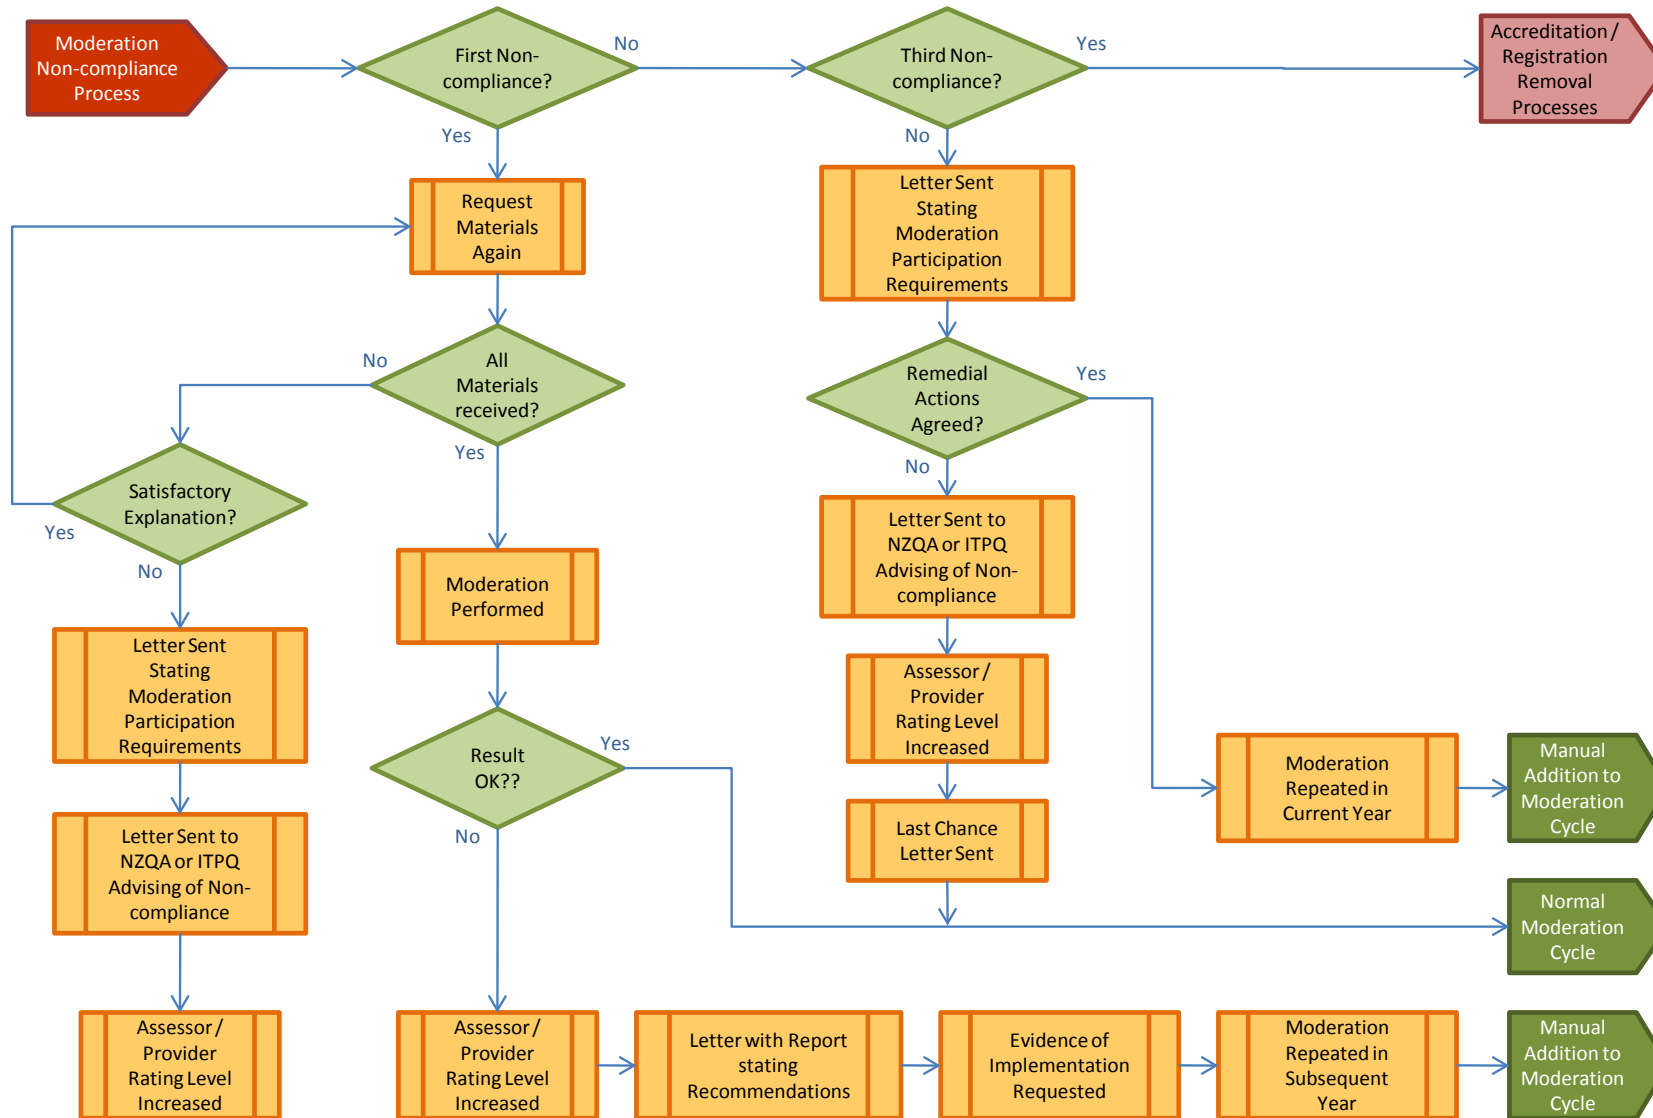 Moderation
Non-compliance
Process
First Non-
compliance?
No
Third Non-
compliance?
Yes
Accreditation /
Registration
Removal
Processes
Yes
No
Request
Materials
Again
Letter Sent
Stating
Moderation
Participation
Requirements
No
All
Materials
received?
Yes
Remedial
Actions
Agreed?
Yes
No
Satisfactory
Explanation?
Yes
No
Letter Sent to
NZQA or ITPQ
Advising of Non-
compliance
Moderation
Performed
Letter Sent
Stating
Moderation
Participation
Requirements
Assessor /
Provider
Rating Level
Increased
Result
OK??
Yes
No
Moderation
Repeated in
Current Year
Manual
Addition to
Moderation
Cycle
Last Chance
Letter Sent
Letter Sent to
NZQA or ITPQ
Advising of Non-
compliance
Normal
Moderation
Cycle
Assessor /
Provider
Rating Level
Increased
Assessor /
Provider
Rating Level
Increased
Letter with Report
stating
Recommendations
Evidence of
Implementation
Requested
Moderation
Repeated in
Subsequent
Year
Manual
Addition to
Moderation
Cycle